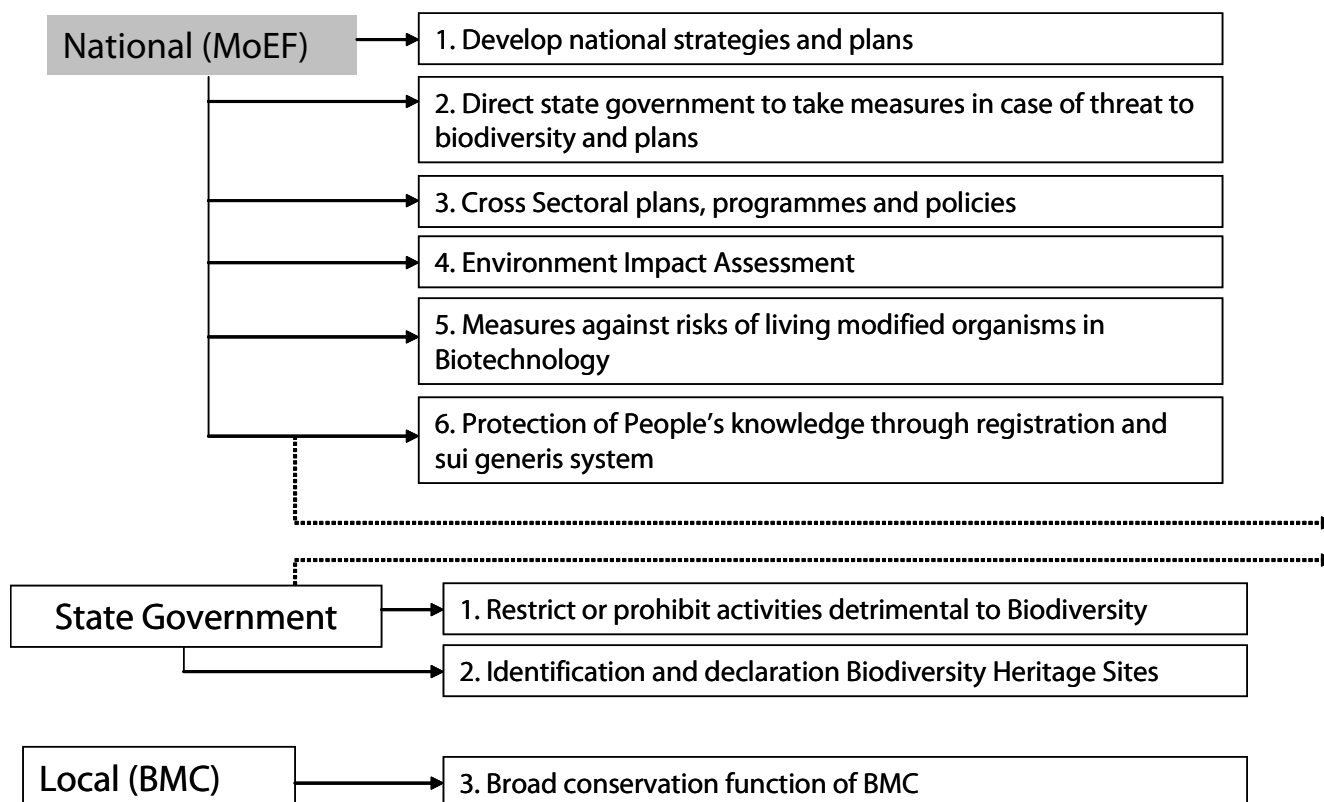 National (MoEF)
1. Develop national strategies and plans
2. Direct state government to take measures in case of threat to
biodiversity and plans
3. Cross Sectoral plans, programmes and policies
4. Environment Impact Assessment
5. Measures against risks of living modified organisms in
Biotechnology
6. Protection of People’s knowledge through registration and
sui generis system
State Government
1. Restrict or prohibit activities detrimental to Biodiversity
2. Identification and declaration Biodiversity Heritage Sites
Local (BMC)
3. Broad conservation function of BMC